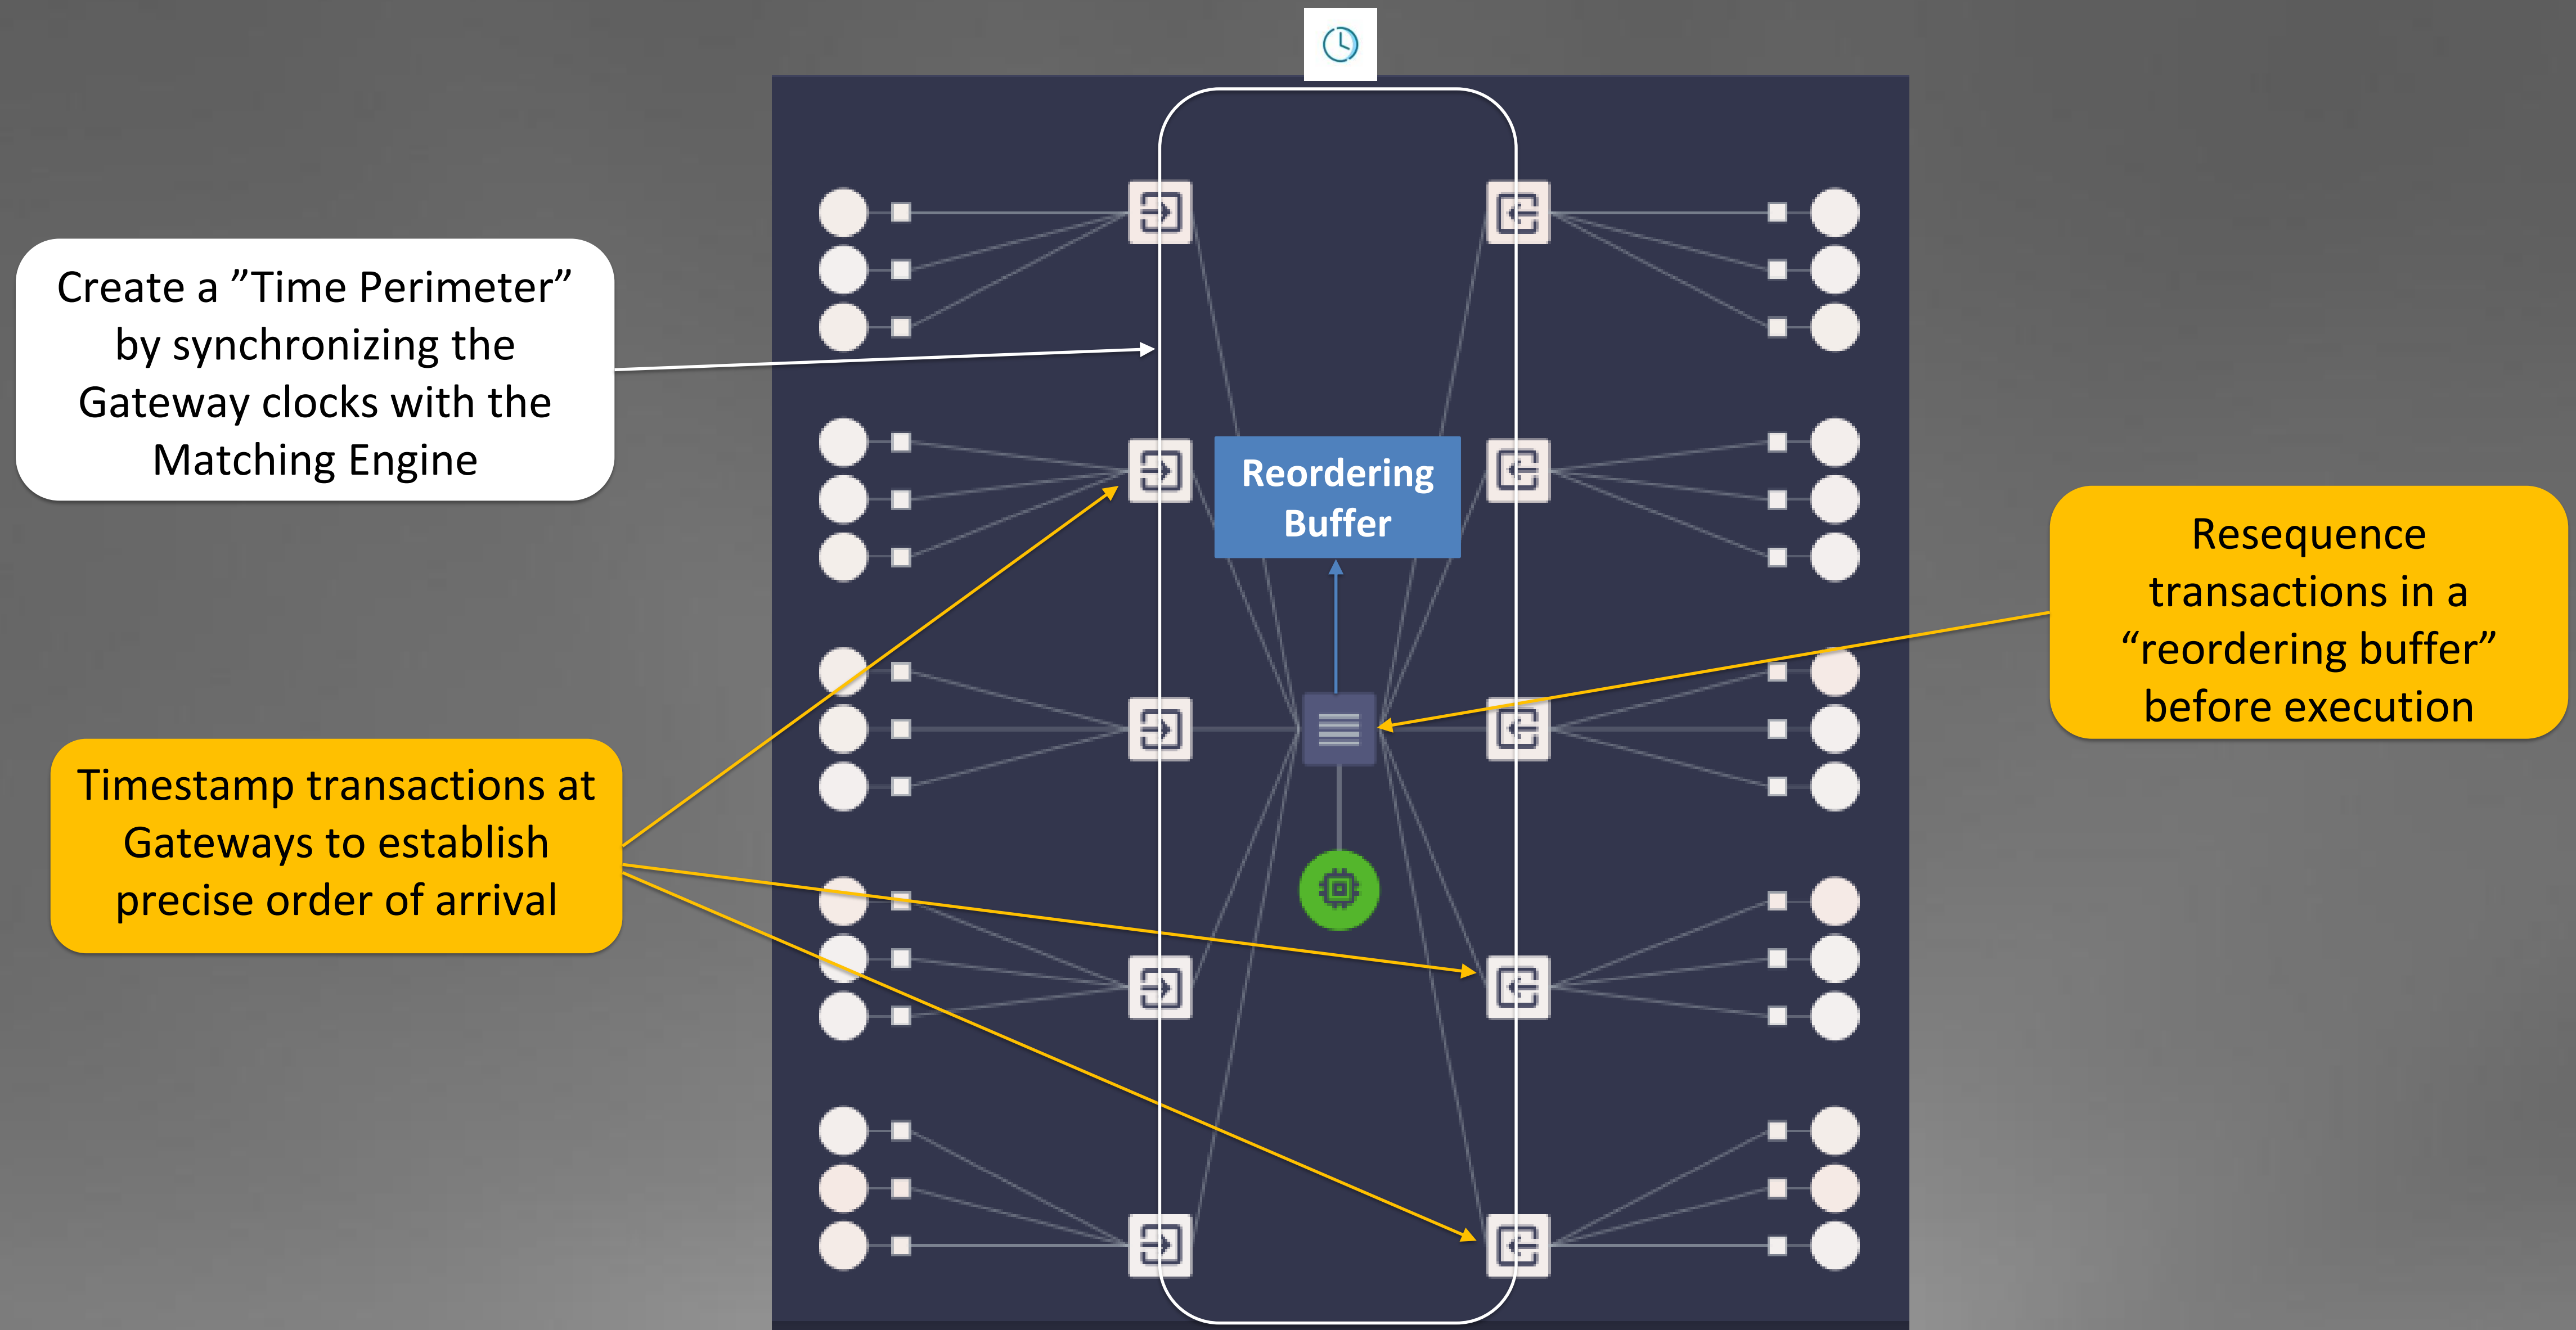 Create a ”Time Perimeter”
by synchronizing the
Gateway clocks with the
Matching Engine
Reordering
Buffer
Resequence
transactions in a
“reordering buffer”
before execution
Timestamp transactions at
Gateways to establish
precise order of arrival